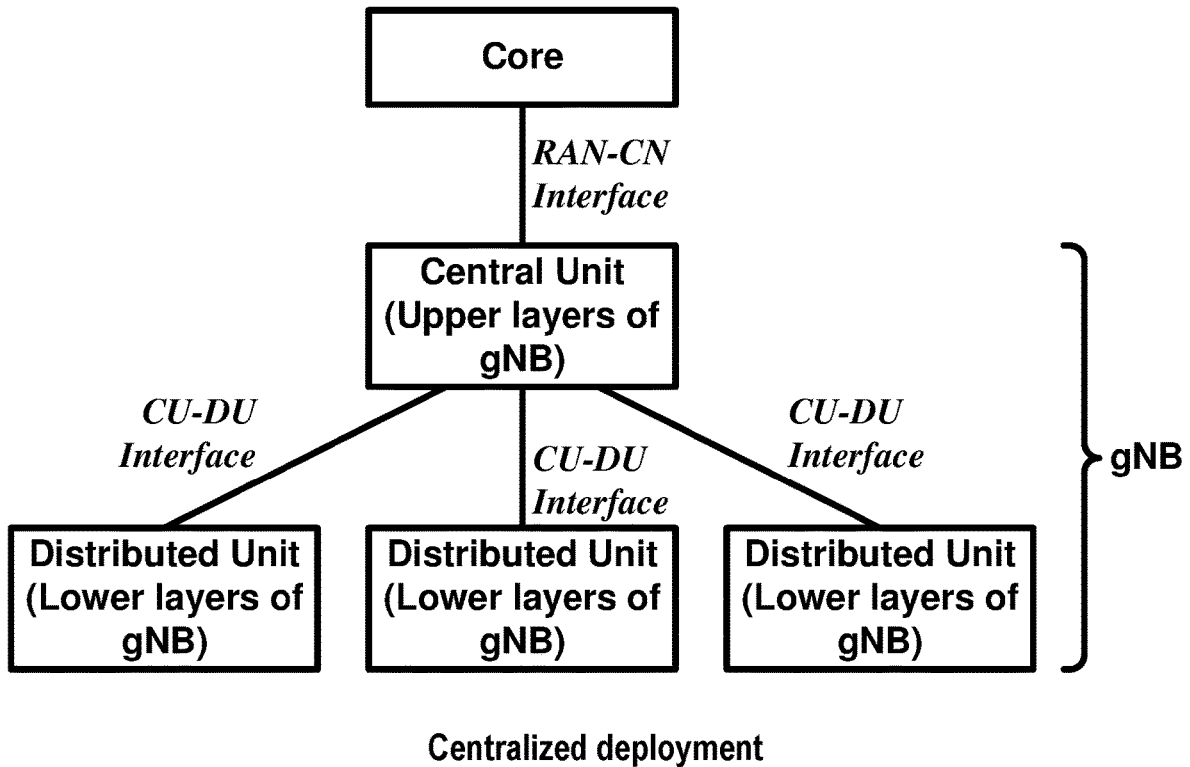 Core
RAN-CN
Interface
Central Unit
(Upper layers of
gNB)
CU-DU
Interface
CU-DU
Interface
CU-DU
Interface
gNB
Distributed Unit
(Lower layers of
gNB)
Distributed Unit
(Lower layers of
gNB)
Distributed Unit
(Lower layers of
gNB)
Centralized deployment